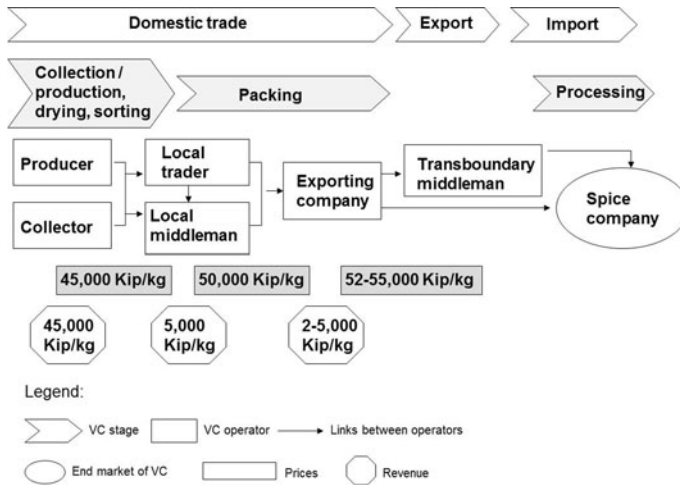 Domestic trade
Export
Import
Collection /
production,
drying, sorting
Packing
Processing
Producer
Local
trader
Exporting
company
Transboundary
middleman
Spice
company
Collector
Local
middleman
45,000 Kip/kg
50,000 Kip/kg
52-55,000 Kip/kg
45,000
Kip/kg
5,000
Kip/kg
2-5,000
Kip/kg
Legend:
VC stage
VC operator
Links between operators
End market of VC
Prices
Revenue